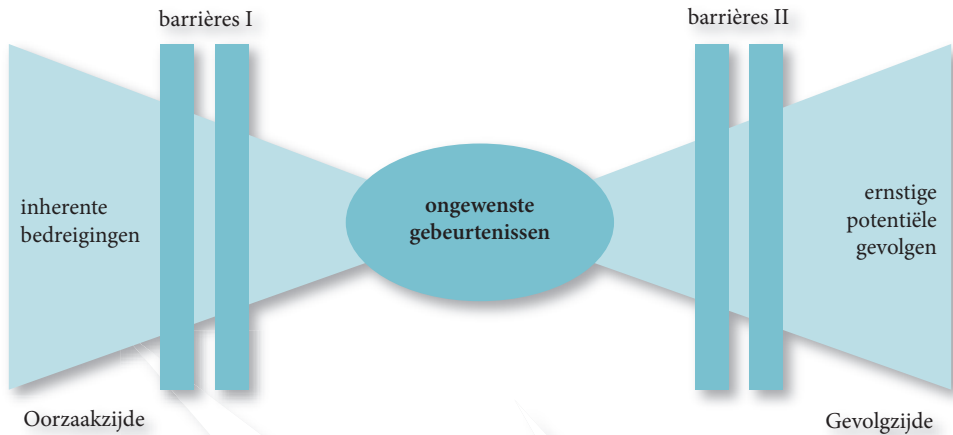 barrières I
barrières II
inherente
bedreigingen
ongewenste
gebeurtenissen
ernstige
potentiële
gevolgen
Oorzaakzijde
Gevolgzijde